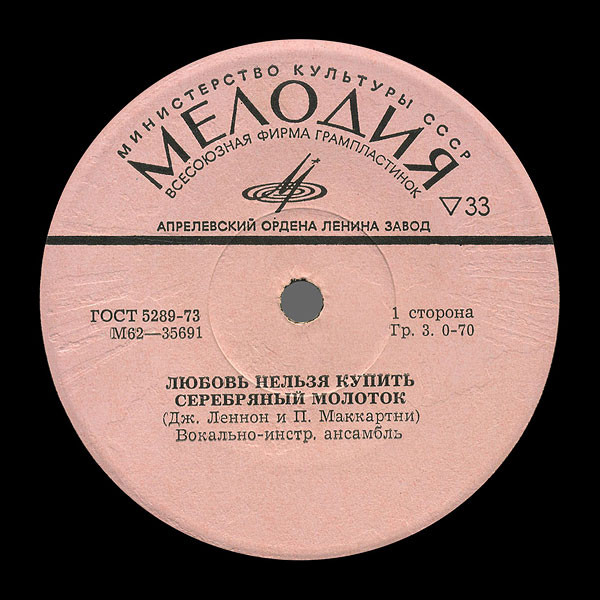 МИНИСТЕРСТВО КУЛЬТУРЫ СССР
МЕЛОДИЯ
ВСЕСОЮЗНАЯ ФИРМА ГРАМПЛАСТИНОК
▽33
АПРЕЛЕВСКИЙ ОРДЕНА ЛЕНИНА ЗАВОД
ГОСТ 5289-73
М62—35691
1 сторона
Гр. 3. 0-70
ЛЮБОВЬ НЕЛЬЗЯ КУПИТЬ
СЕРЕБРЯНЫЙ МОЛОТОК
(Дж. Леннон и П. Маккартни)
Вокально-инстр. ансамбль